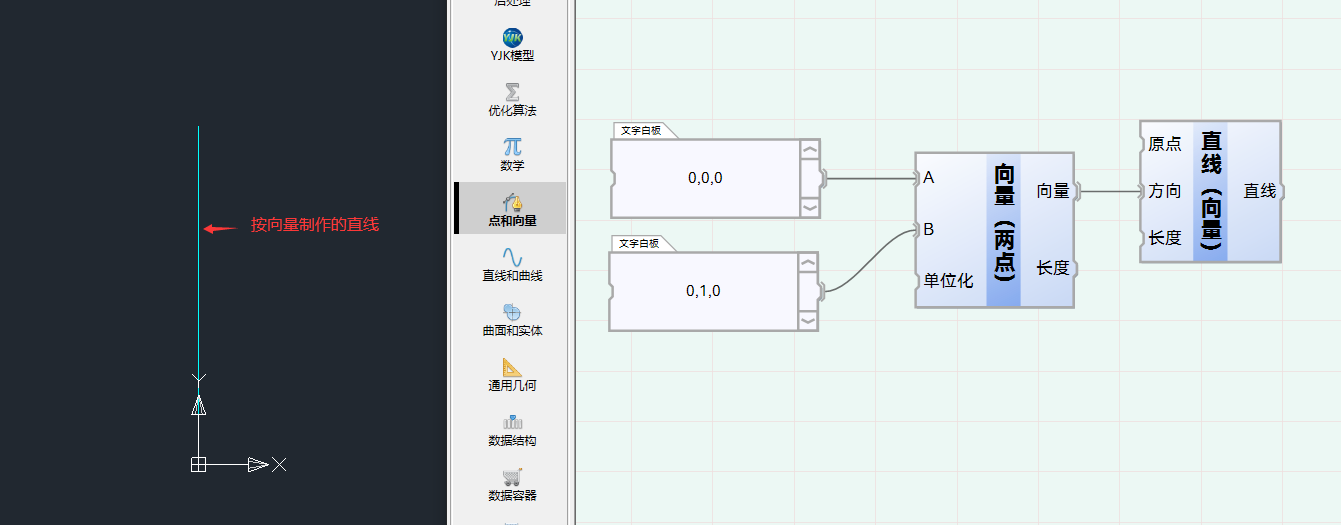 按向量制作的直线
Y
X
后处理
YJK
YJK模型
优化算法
数学
点和向量
直线和曲线
曲面和实体
通用几何
数据结构
数据容器
文字白板
0,0,0
文字白板
0,1,0
A
B
单位化
向量（两点）
向量
长度
原点
方向
长度
直线（向量）
直线